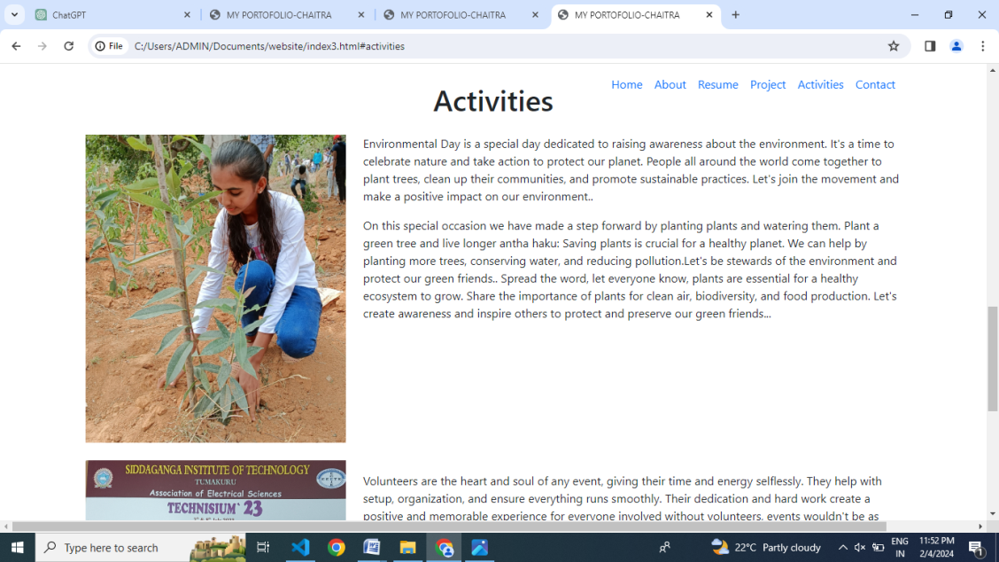 ChatGPT
MY PORTOFOLIO-CHAITRA
MY PORTOFOLIO-CHAITRA
MY PORTOFOLIO-CHAITRA
File C:/Users/ADMIN/Documents/website/index3.html#activities
Home About Resume Project Activities Contact
Activities
Environmental Day is a special day dedicated to raising awareness about the environment. It's a time to
celebrate nature and take action to protect our planet. People all around the world come together to
plant trees, clean up their communities, and promote sustainable practices. Let's join the movement and
make a positive impact on our environment..
On this special occasion we have made a step forward by planting plants and watering them. Plant a
green tree and live longer antha haku: Saving plants is crucial for a healthy planet. We can help by
planting more trees, conserving water, and reducing pollution.Let's be stewards of the environment and
protect our green friends.. Spread the word, let everyone know, plants are essential for a healthy
ecosystem to grow. Share the importance of plants for clean air, biodiversity, and food production. Let's
create awareness and inspire others to protect and preserve our green friends...
SIDDAGANGA INSTITUTE OF TECHNOLOGY
TUMAKURU
Association of Electrical Sciences
TECHNISIUM` 23
Volunteers are the heart and soul of any event, giving their time and energy selflessly. They help with
setup, organization, and ensure everything runs smoothly. Their dedication and hard work create a
positive and memorable experience for everyone involved without volunteers, events wouldn't be as
Type here to search
22°C Partly cloudy
ENG
IN
11:52 PM
2/4/2024
1